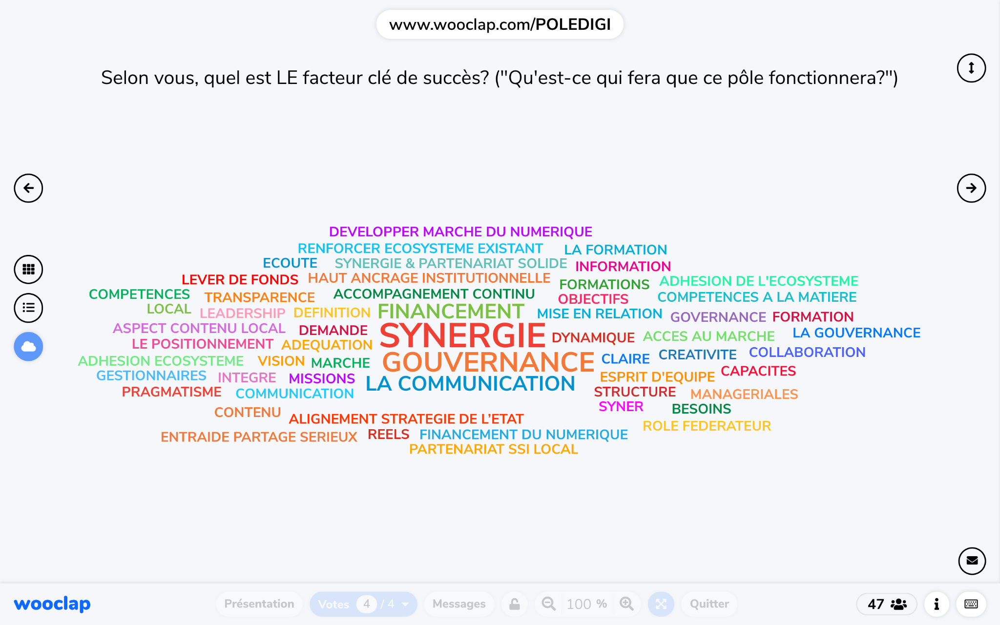 www.wooclap.com/POLEDIGI
Selon vous, quel est LE facteur clé de succès? ("Qu'est-ce qui fera que ce pôle fonctionnera?")
DEVELOPPER MARCHE DU NUMERIQUE
RENFORCER ECOSYSTEME EXISTANT LA FORMATION
ECOUTE SYNERGIE & PARTENARIAT SOLIDE INFORMATION
LEVER DE FONDS HAUT ANCRAGE INSTITUTIONNELLE FORMATIONS ADHESION DE L'ECOSYSTEME
COMPETENCES TRANSPARENCE ACCOMPAGNEMENT CONTINU OBJECTIFS COMPETENCES A LA MATIERE
LOCAL LEADERSHIP DEFINITION FINANCEMENT MISE EN RELATION GOVERNANCE FORMATION
ASPECT CONTENU LOCAL DEMANDE SYNERGIE DYNAMIQUE ACCES AU MARCHE LA GOUVERNANCE
LE POSITIONNEMENT ADEQUATION GOUVERNANCE CLAIRE CREATIVITE COLLABORATION
ADHESION ECOSYSTEME VISION MARCHE
GESTIONNAIRES INTEGRE MISSIONS LA COMMUNICATION ESPRIT D'EQUIPE CAPACITES
PRAGMATISME COMMUNICATION STRUCTURE MANAGERIALES
SYNER BESOINS
CONTENU ALIGNEMENT STRATEGIE DE L’ETAT
ROLE FEDERATEUR
ENTRAIDE PARTAGE SERIEUX REELS FINANCEMENT DU NUMERIQUE
PARTENARIAT SSI LOCAL
wooclap Présentation Votes 4 / 4 Messages 100 % Quitter 47